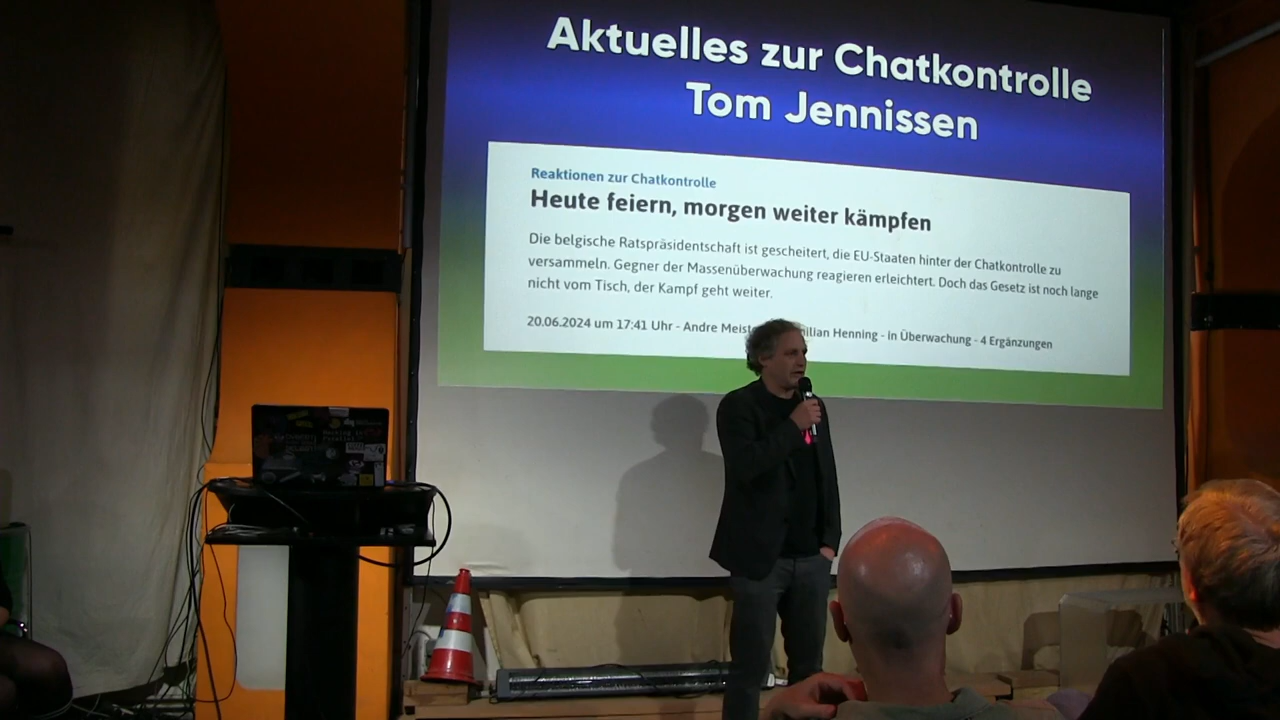 Aktuelles zur Chatkontrolle
Tom Jennissen
Reaktionen zur Chatkontrolle
Heute feiern, morgen weiter kämpfen
Die belgische Ratspräsidentschaft ist gescheitert, die EU-Staaten hinter der Chatkontrolle zu
versammeln. Gegner der Massenüberwachung reagieren erleichtert. Doch das Gesetz ist noch lange
nicht vom Tisch, der Kampf geht weiter.
20.06.2024 um 17:41 Uhr - Andre Henning - in Überwachung - 4 Ergänzungen